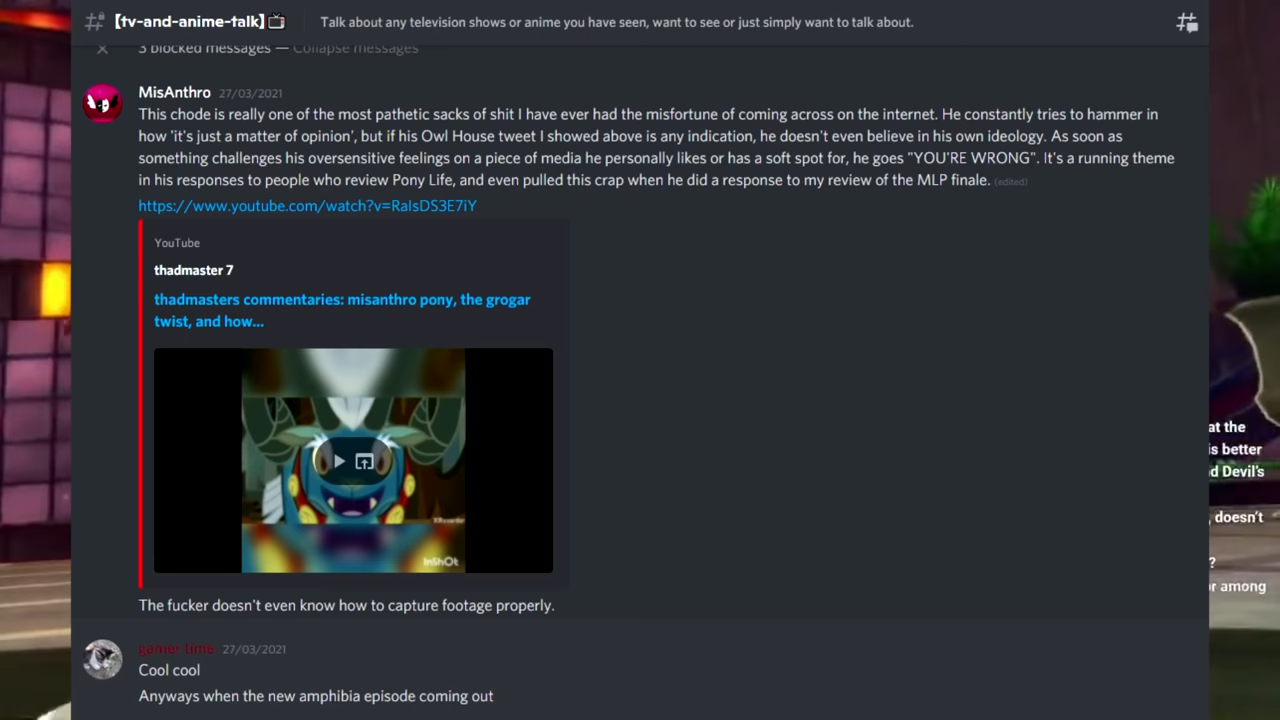 [tv-and-anime-talk]
Talk about any television shows or anime you have seen, want to see or just simply want to talk about.
3 blocked messages — Collapse messages
MisAnthro 27/03/2021
This chode is really one of the most pathetic sacks of shit I have ever had the misfortune of coming across on the internet. He constantly tries to hammer in
how 'it's just a matter of opinion', but if his Owl House tweet I showed above is any indication, he doesn't even believe in his own ideology. As soon as
something challenges his oversensitive feelings on a piece of media he personally likes or has a soft spot for, he goes "YOU'RE WRONG". It's a running theme
in his responses to people who review Pony Life, and even pulled this crap when he did a response to my review of the MLP finale. (edited)
https://www.youtube.com/watch?v=RaIsDS3E7iY
YouTube
thadmaster 7
thadmasters commentaries: misanthro pony, the grogar
twist, and how...
InShOt
The fucker doesn't even know how to capture footage properly.
gamer time 27/03/2021
Cool cool
Anyways when the new amphibia episode coming out
at the
is better
d Devil's
, doesn't
?
r among